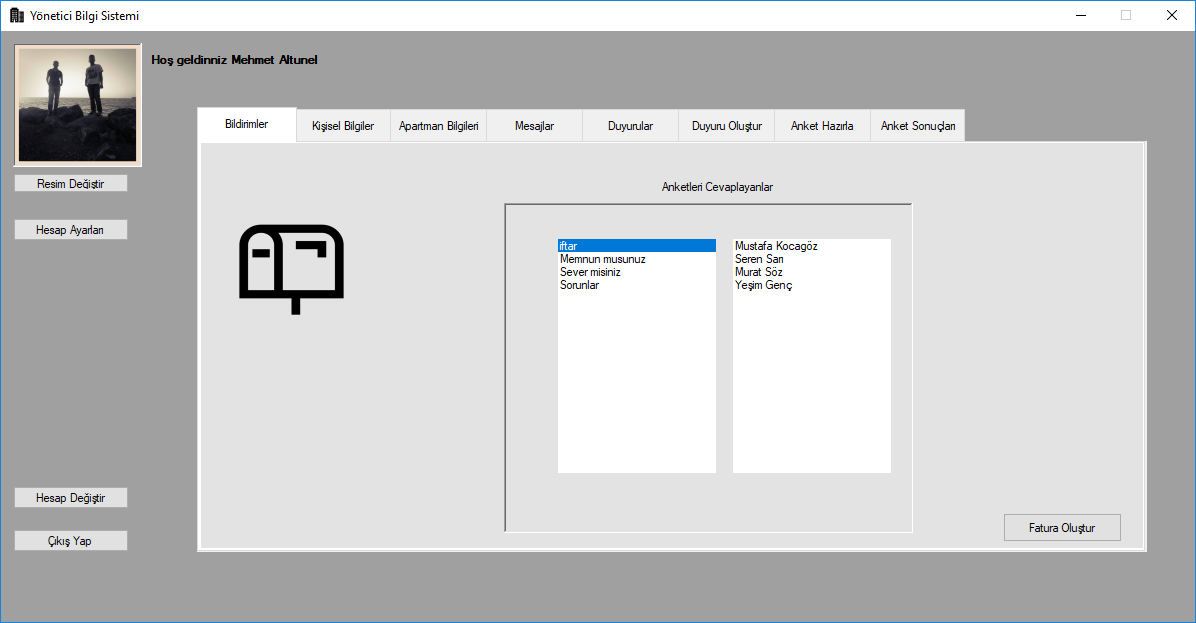 Yönetici Bilgi Sistemi
Hoş geldinniz Mehmet Altunel
Resim Değiştir
Hesap Ayarları
Hesap Değiştir
Çıkış Yap
Bildirimler
Kişisel Bilgiler
Apartman Bilgileri
Mesajlar
Duyurular
Duyuru Oluştur
Anket Hazırla
Anket Sonuçları
Anketleri Cevaplayanlar
iftar
Memnun musunuz
Sever misiniz
Sorunlar
Mustafa Kocagöz
Seren Sarı
Murat Söz
Yeşim Genç
Fatura Oluştur